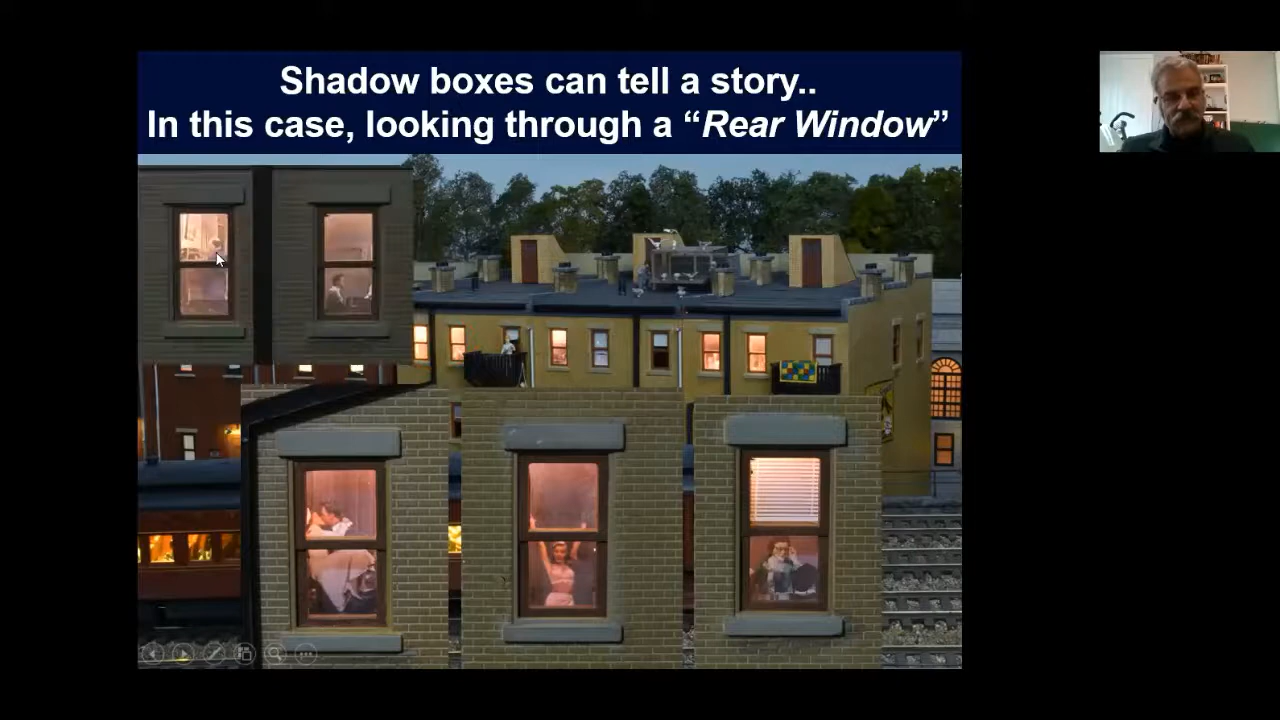 Shadow boxes can tell a story..
In this case, looking through a “Rear Window”